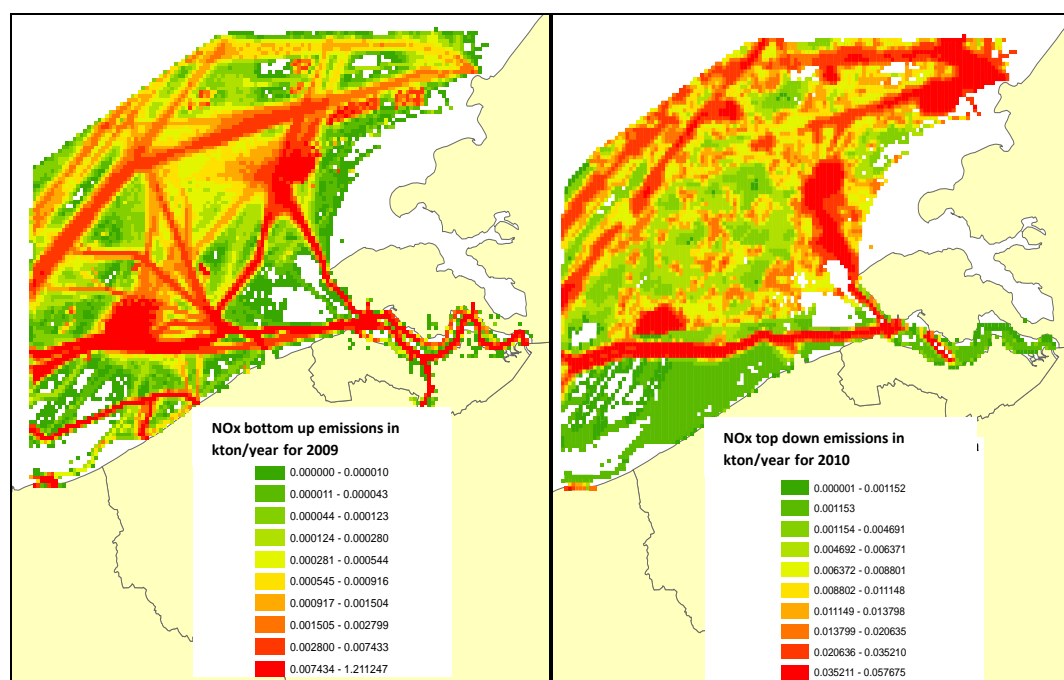 NOx bottom up emissions in
kton/year for 2009
0.000000 - 0.000010
0.000011 - 0.000043
0.000044 - 0.000123
0.000124 - 0.000280
0.000281 - 0.000544
0.000545 - 0.000916
0.000917 - 0.001504
0.001505 - 0.002799
0.002800 - 0.007433
0.007434 - 1.211247
NOx top down emissions in
kton/year for 2010
0.000001 - 0.001152
0.001153
0.001154 - 0.004691
0.004692 - 0.006371
0.006372 - 0.008801
0.008802 - 0.011148
0.011149 - 0.013798
0.013799 - 0.020635
0.020636 - 0.035210
0.035211 - 0.057675